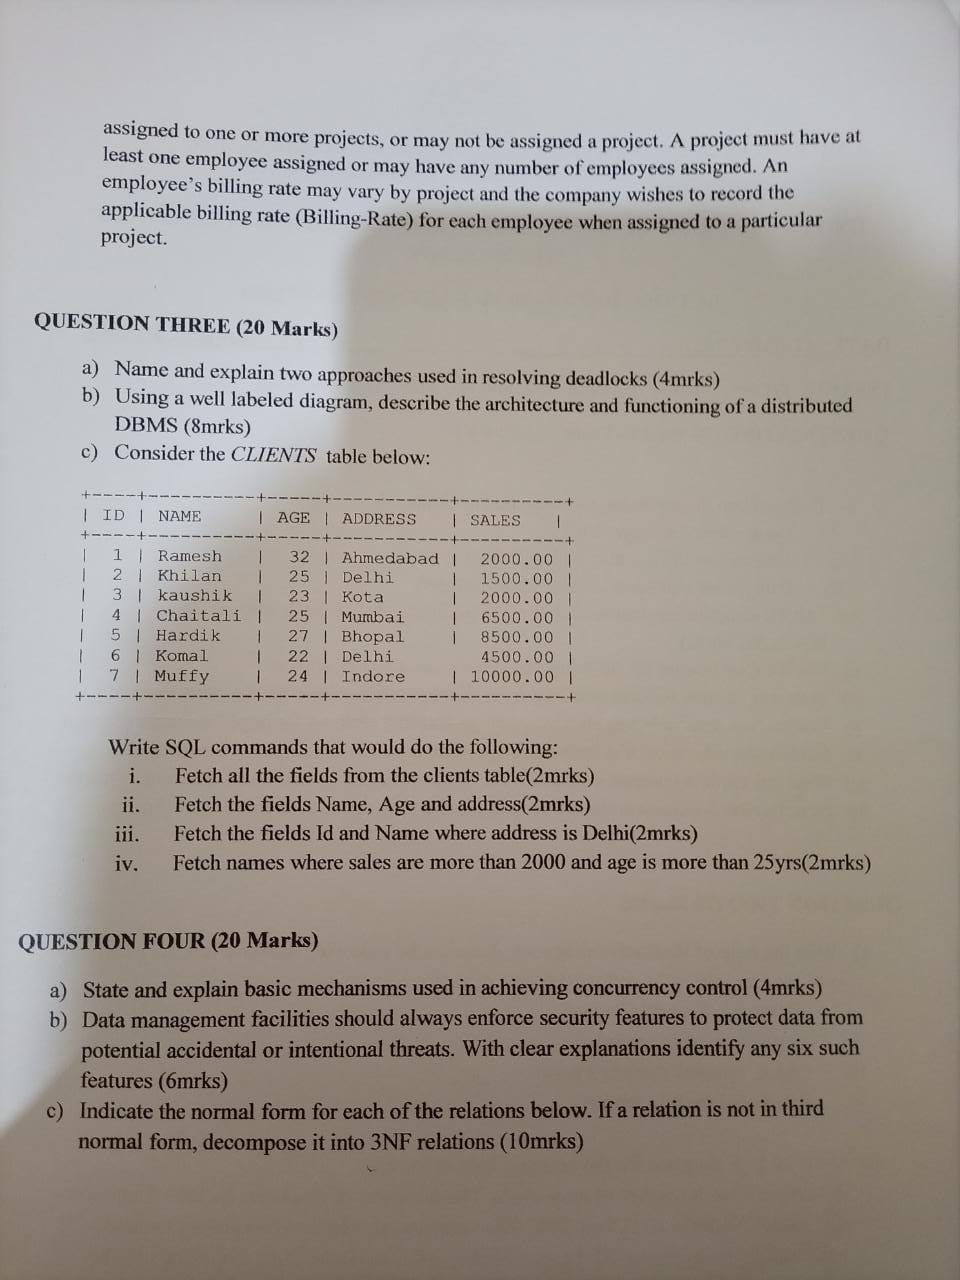 assigned to one or more projects, or may not be assigned a project. A project must have at
least one employee assigned or may have any number of employees assigned. An
employee's billing rate may vary by project and the company wishes to record the
applicable billing rate (Billing-Rate) for each employee when assigned to a particular
project.
QUESTION THREE (20 Marks)
a) Name and explain two approaches used in resolving deadlocks (4mrks)
b) Using a well labeled diagram, describe the architecture and functioning of a distributed
DBMS (8mrks)
c) Consider the CLIENTS table below:
+----+----------+-----+-----------+----------+
| ID | NAME | AGE | ADDRESS | SALES |
+----+----------+-----+-----------+----------+
| 1 | Ramesh | 32 | Ahmedabad | 2000.00 |
| 2 | Khilan | 25 | Delhi | 1500.00 |
| 3 | kaushik | 23 | Kota | 2000.00 |
| 4 | Chaitali | 25 | Mumbai | 6500.00 |
| 5 | Hardik | 27 | Bhopal | 8500.00 |
| 6 | Komal | 22 | Delhi 4500.00 |
| 7 | Muffy | 24 | Indore | 10000.00 |
+----+----------+-----+-----------+----------+
Write SQL commands that would do the following:
i. Fetch all the fields from the clients table(2mrks)
ii. Fetch the fields Name, Age and address(2mrks)
iii. Fetch the fields Id and Name where address is Delhi(2mrks)
iv. Fetch names where sales are more than 2000 and age is more than 25yrs(2mrks)
QUESTION FOUR (20 Marks)
a) State and explain basic mechanisms used in achieving concurrency control (4mrks)
b) Data management facilities should always enforce security features to protect data from
potential accidental or intentional threats. With clear explanations identify any six such
features (6mrks)
c) Indicate the normal form for each of the relations below. If a relation is not in third
normal form, decompose it into 3NF relations (10mrks)